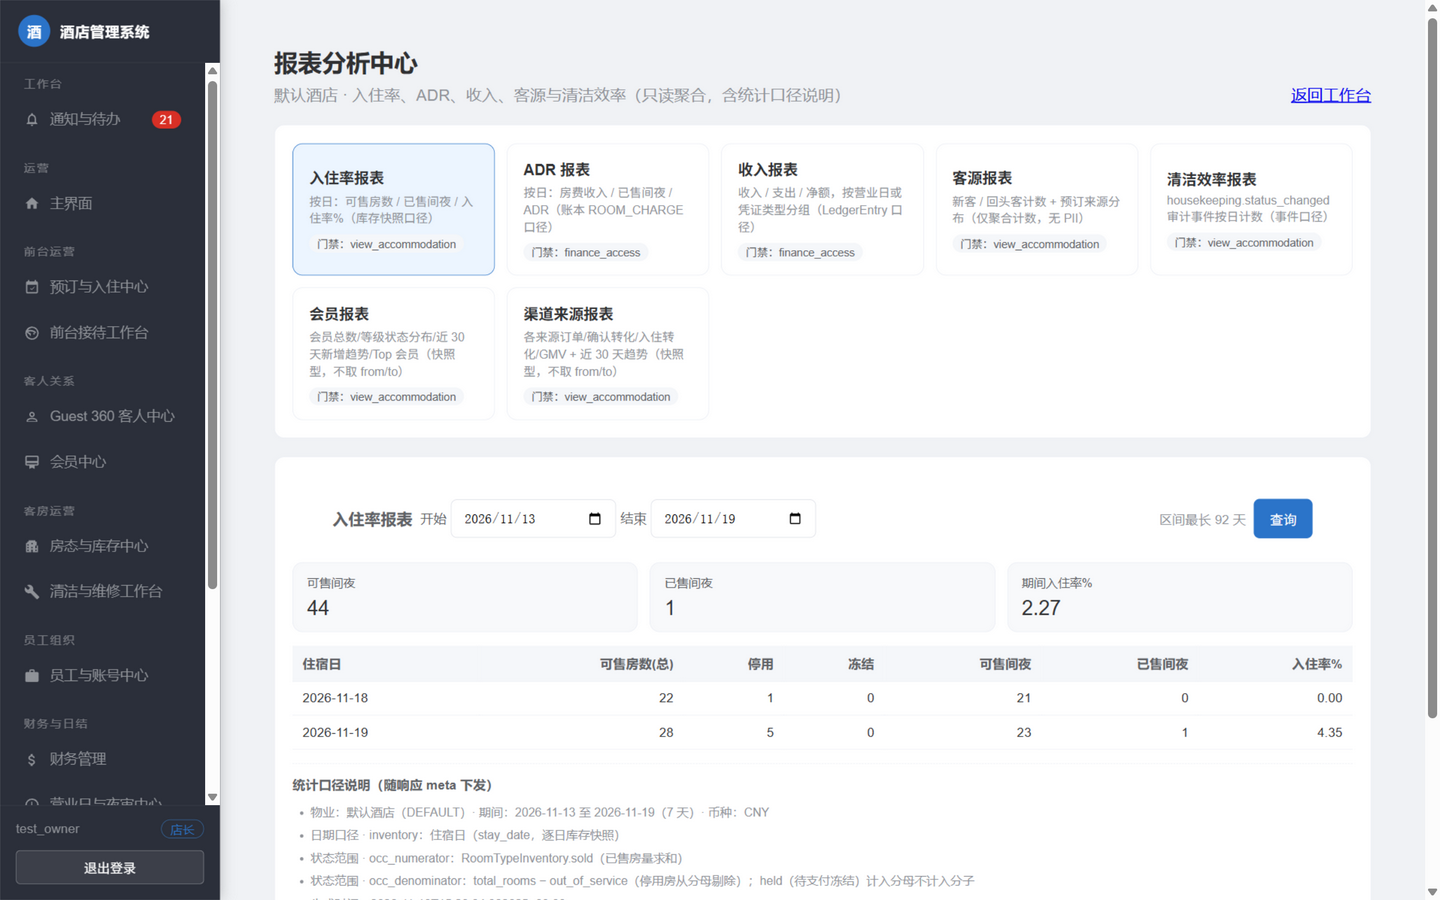 酒 酒店管理系统
工作台
通知与待办 21
运营
主界面
前台运营
预订与入住中心
前台接待工作台
客人关系
Guest 360 客人中心
会员中心
客房运营
房态与库存中心
清洁与维修工作台
员工组织
员工与账号中心
财务与日结
财务管理
营业日与夜审中心
test_owner 店长
退出登录
报表分析中心
默认酒店 · 入住率、ADR、收入、客源与清洁效率（只读聚合，含统计口径说明）
返回工作台
入住率报表
按日：可售房数 / 已售间夜 / 入
住率%（库存快照口径）
门禁：view_accommodation
ADR 报表
按日：房费收入 / 已售间夜 /
ADR（账本 ROOM_CHARGE
口径）
门禁：finance_access
收入报表
收入 / 支出 / 净额，按营业日或
凭证类型分组（LedgerEntry 口
径）
门禁：finance_access
客源报表
新客 / 回头客计数 + 预订来源分
布（仅聚合计数，无 PII）
门禁：view_accommodation
清洁效率报表
housekeeping.status_changed
审计事件按日计数（事件口径）
门禁：view_accommodation
会员报表
会员总数/等级状态分布/近 30
天新增趋势/Top 会员（快照
型，不取 from/to）
门禁：view_accommodation
渠道来源报表
各来源订单/确认转化/入住转
化/GMV + 近 30 天趋势（快照
型，不取 from/to）
门禁：view_accommodation
入住率报表 开始 2026/11/13 结束 2026/11/19 区间最长 92 天 查询
可售间夜
44
已售间夜
1
期间入住率%
2.27
住宿日 可售房数(总) 停用 冻结 可售间夜 已售间夜 入住率%
2026-11-18 22 1 0 21 0 0.00
2026-11-19 28 5 0 23 1 4.35
统计口径说明（随响应 meta 下发）
• 物业：默认酒店（DEFAULT）· 期间：2026-11-13 至 2026-11-19（7 天）· 币种：CNY
• 日期口径 · inventory：住宿日（stay_date，逐日库存快照）
• 状态范围 · occ_numerator：RoomTypeInventory.sold（已售房量求和）
• 状态范围 · occ_denominator：total_rooms − out_of_service（停用房从分母剔除）；held（待支付冻结）计入分母不计入分子